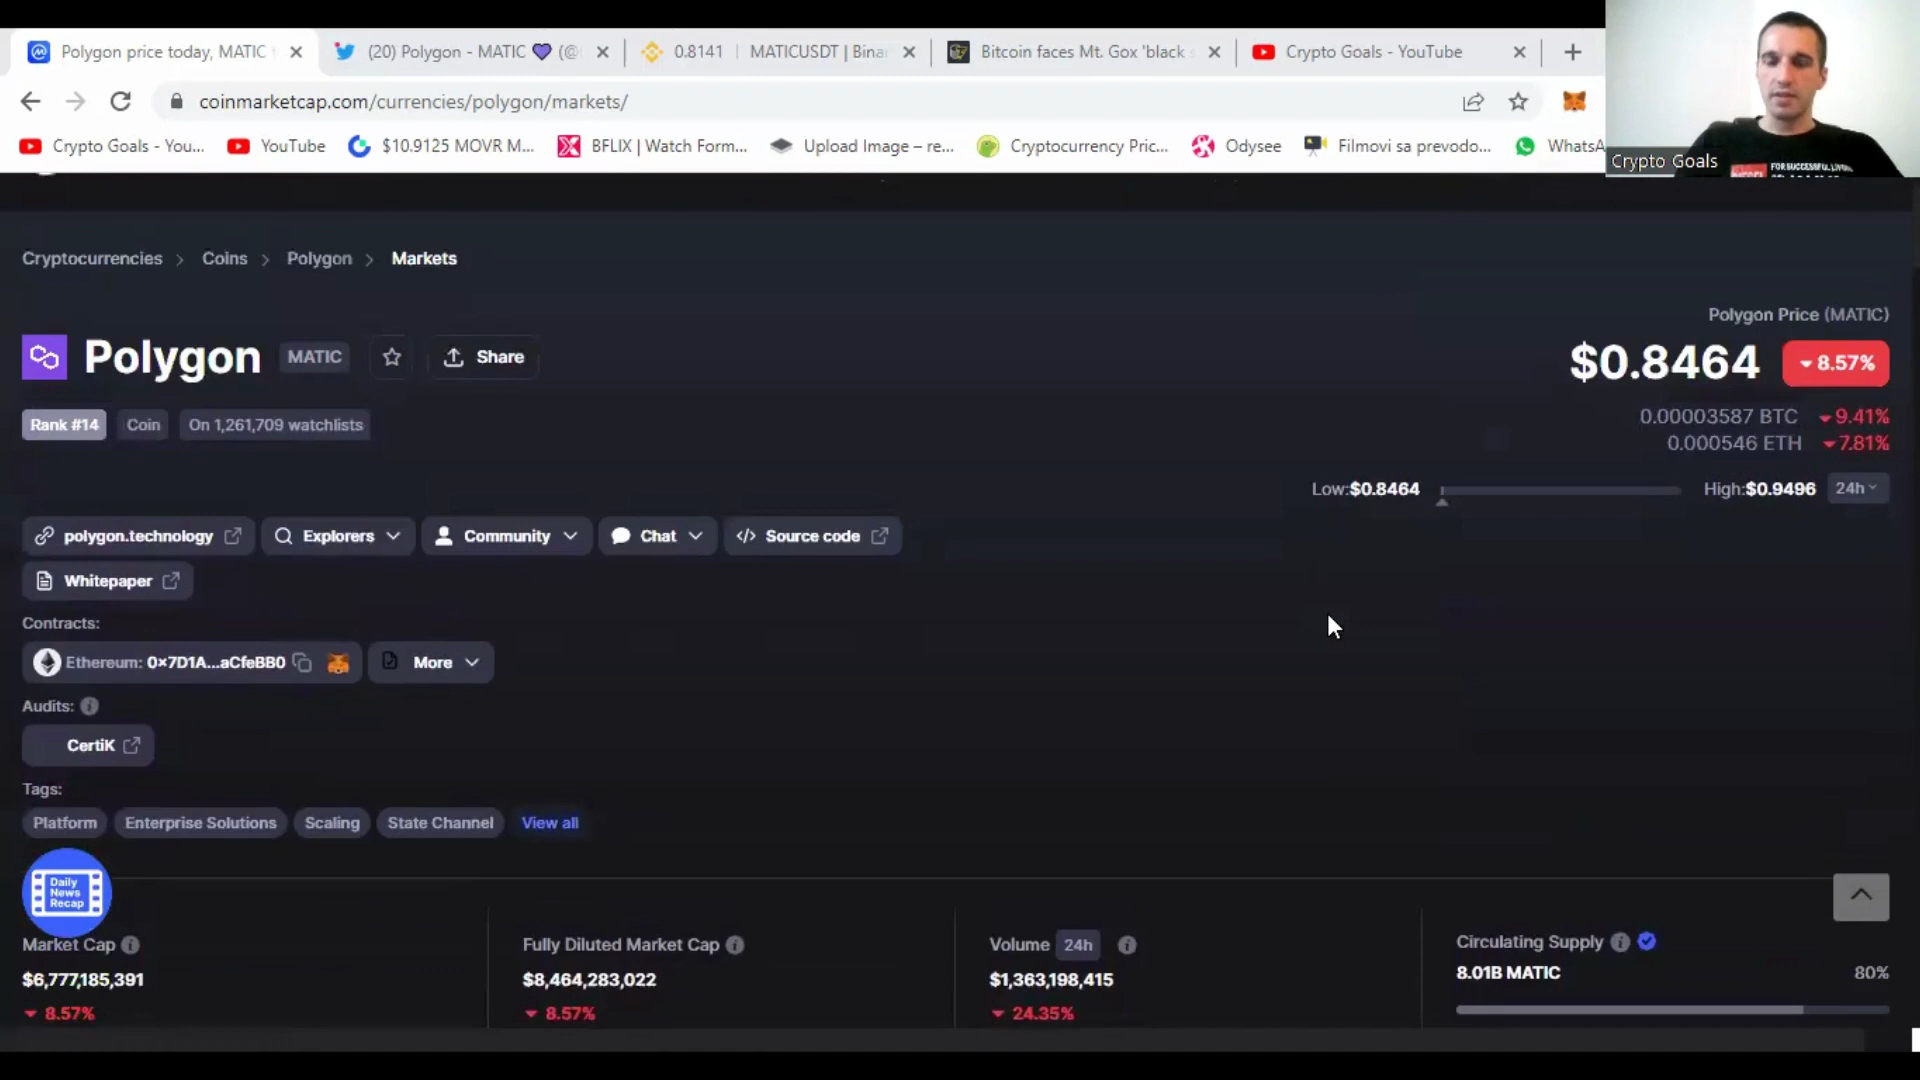 Polygon price today, MATIC
(20) Polygon - MATIC 💜 (@
0.8141 | MATICUSDT | Bina
Bitcoin faces Mt. Gox 'black s
Crypto Goals - YouTube
coinmarketcap.com/currencies/polygon/markets/
Crypto Goals - You...
YouTube
$10.9125 MOVR M...
BFLIX | Watch Form...
Upload Image – re...
Cryptocurrency Pric...
Odysee
Filmovi sa prevodo...
WhatsA
Crypto Goals
FOR SUCCESSFUL LIVING
Cryptocurrencies > Coins > Polygon > Markets
Polygon Price (MATIC)
Polygon MATIC Share
$0.8464 8.57%
Rank #14 Coin On 1,261,709 watchlists
0.00003587 BTC 9.41%
0.000546 ETH 7.81%
Low:$0.8464 High:$0.9496 24h
polygon.technology Explorers Community Chat </> Source code
Whitepaper
Contracts:
Ethereum: 0x7D1A...aCfeBB0 More
Audits:
CertiK
Tags:
Platform Enterprise Solutions Scaling State Channel View all
Daily
News
Recap
Market Cap
$6,777,185,391
8.57%
Fully Diluted Market Cap
$8,464,283,022
8.57%
Volume 24h
$1,363,198,415
24.35%
Circulating Supply
8.01B MATIC 80%